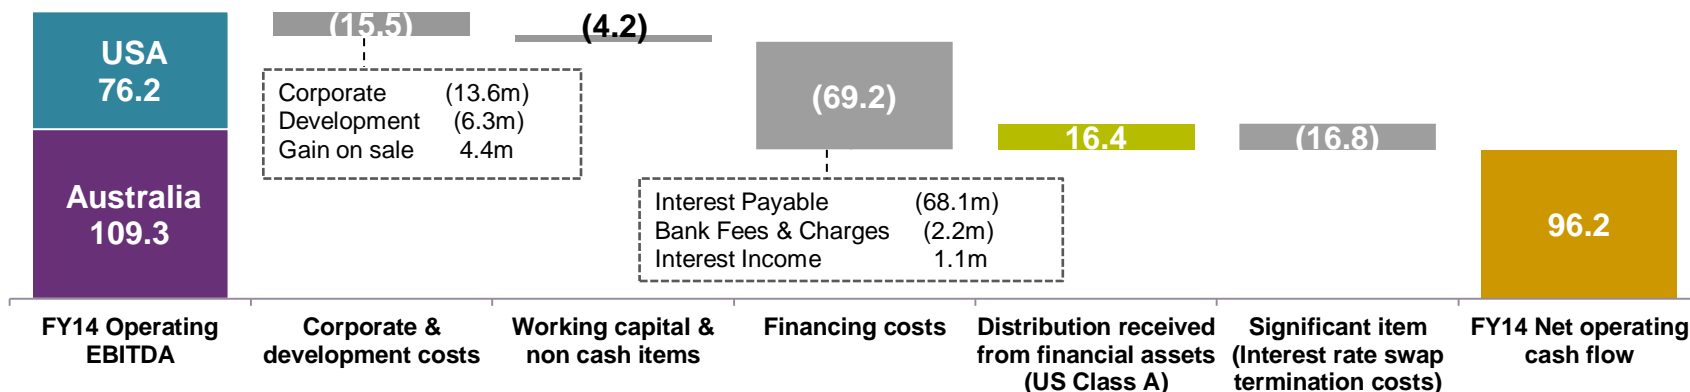 USA
76.2
Australia
109.3
(15.5)
Corporate (13.6m)
Development (6.3m)
Gain on sale 4.4m
(4.2)
(69.2)
Interest Payable (68.1m)
Bank Fees & Charges (2.2m)
Interest Income 1.1m
16.4
(16.8)
96.2
FY14 Operating
EBITDA
Corporate &
development costs
Working capital &
non cash items
Financing costs
Distribution received
from financial assets
(US Class A)
Significant item
(Interest rate swap
termination costs)
FY14 Net operating
cash flow